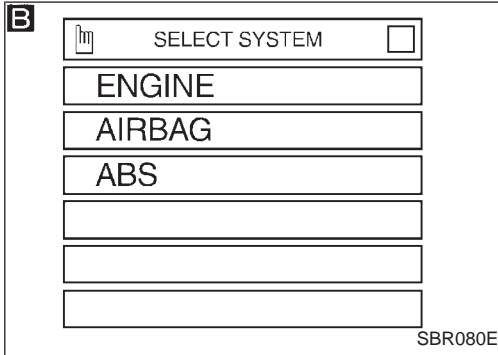 B
SELECT SYSTEM
ENGINE
AIRBAG
ABS
SBR080E